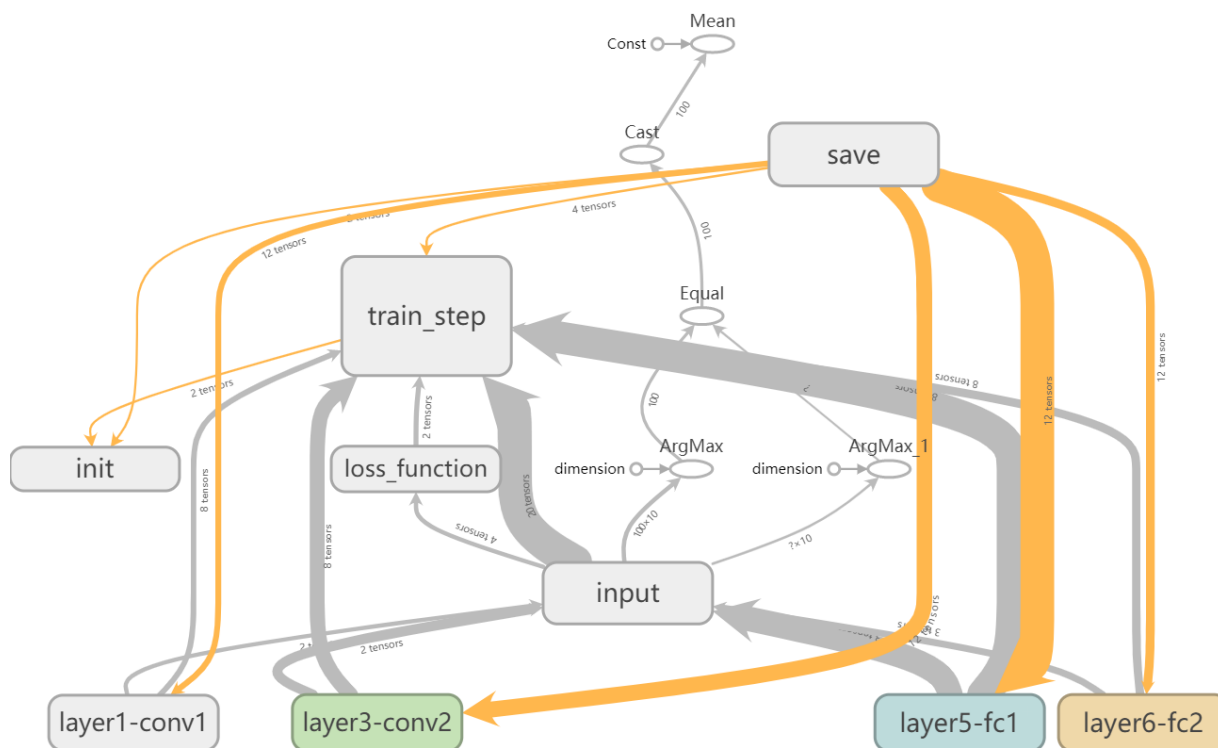 Mean
Const
100
Cast
save
4 tensors
12 tensors
100
train_step
Equal
12 tensors
8 tensors
2 tensors
2 tensors
100
?
12 tensors
init
loss_function
dimension
ArgMax
dimension
ArgMax_1
8 tensors
8 tensors
20 tensors
4 tensors
100×10
?×10
input
2 tensors
layer1-conv1
layer3-conv2
layer5-fc1
layer6-fc2